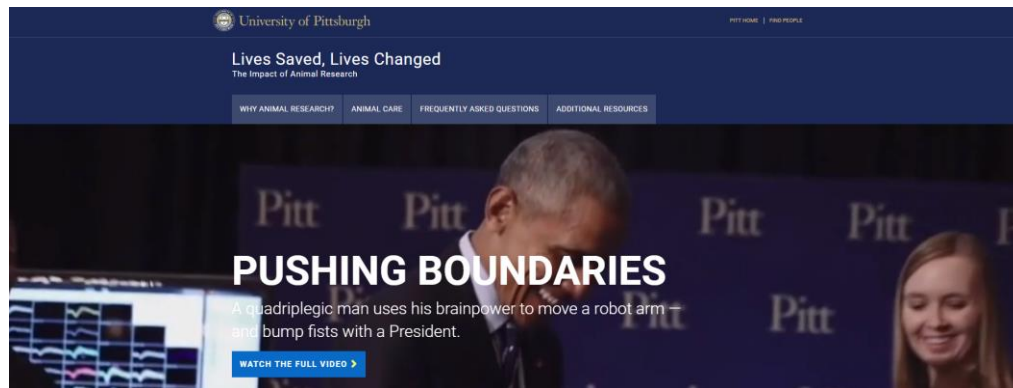 University of Pittsburgh
PITT HOME | FIND PEOPLE
Lives Saved, Lives Changed
The Impact of Animal Research
WHY ANIMAL RESEARCH? ANIMAL CARE FREQUENTLY ASKED QUESTIONS ADDITIONAL RESOURCES
Pitt Pitt Pitt Pitt
PUSHING BOUNDARIES
A quadriplegic man uses his brainpower to move a robot arm —
and bump fists with a President.
Pitt Pitt
WATCH THE FULL VIDEO